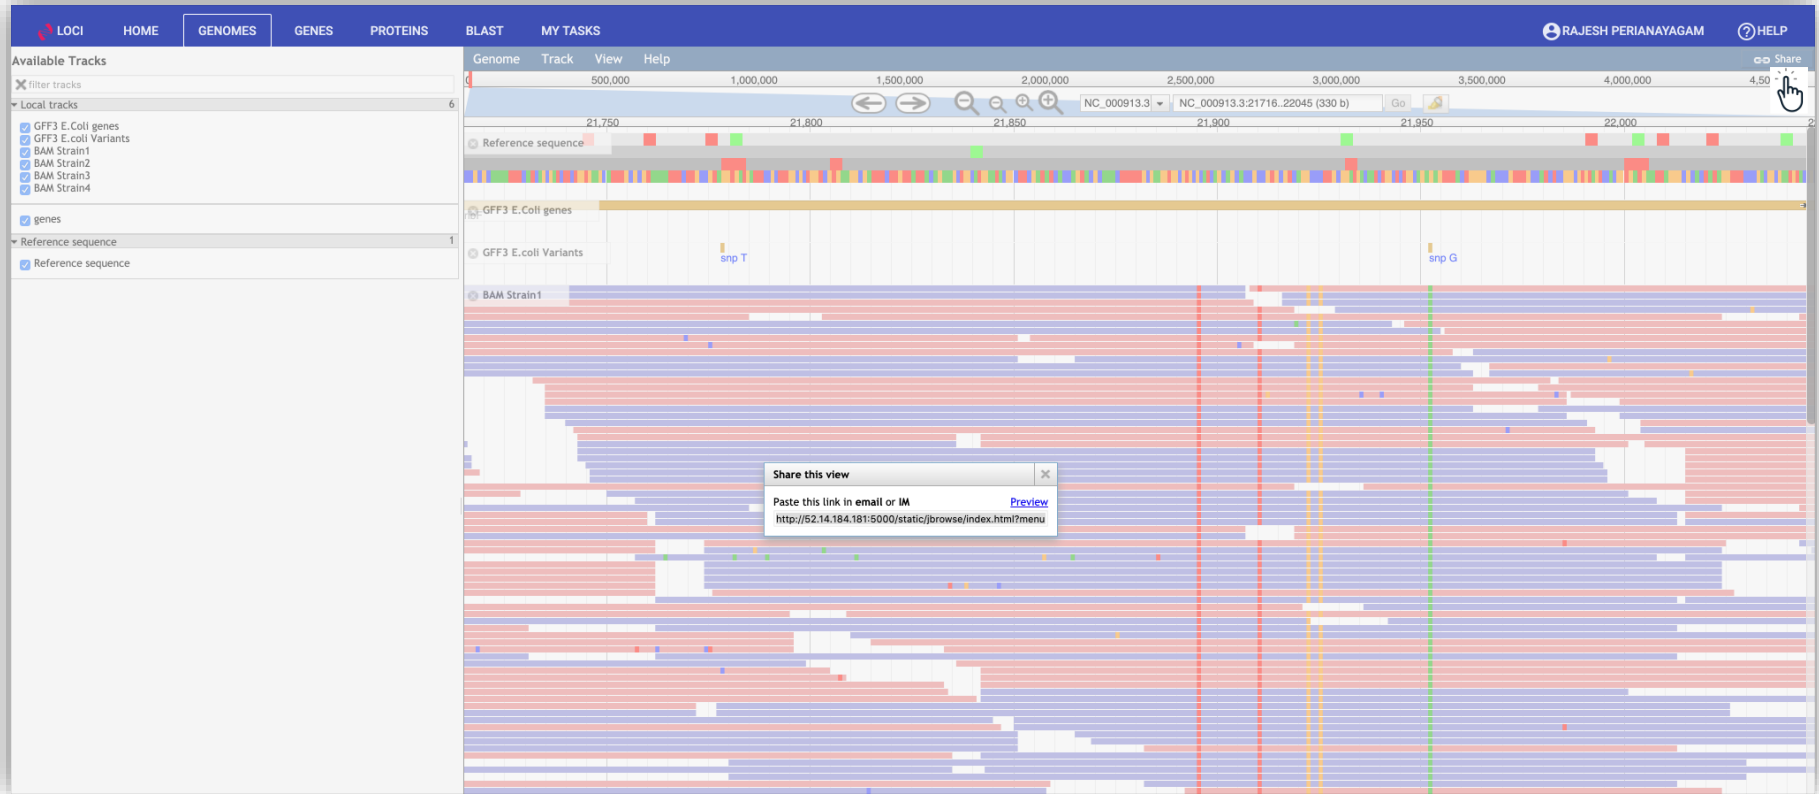 LOCI HOME GENOMES GENES PROTEINS BLAST MY TASKS RAJESH PERIANAYAGAM HELP
Available Tracks
filter tracks
Local tracks 6
GFF3 E.Coli genes
GFF3 E.coli Variants
BAM Strain1
BAM Strain2
BAM Strain3
BAM Strain4
genes
Reference sequence 1
Reference sequence
Genome Track View Help Share
0 500,000 1,000,000 1,500,000 2,000,000 2,500,000 3,000,000 3,500,000 4,000,000 4,50
NC_000913.3 NC_000913.3:21716..22045 (330 b) Go
21,750 21,800 21,850 21,900 21,950 22,000 2
Reference sequence
GFF3 E.Coli genes
GFF3 E.coli Variants
snp T snp G
BAM Strain1
Share this view
Paste this link in email or IM Preview
http://52.14.184.181:5000/static/jbrowse/index.html?menu